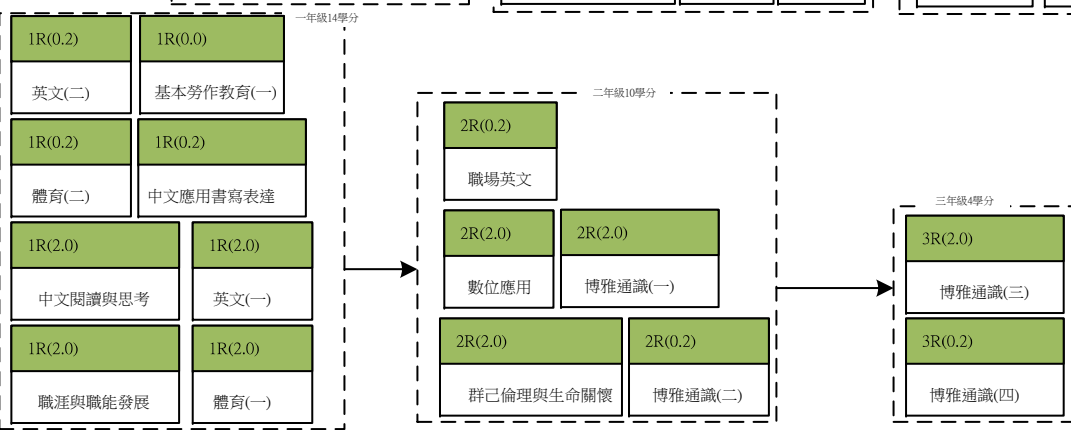 一年級14學分
1R(0.2)
英文(二)
1R(0.0)
基本勞作教育(一)
1R(0.2)
體育(二)
1R(0.2)
中文應用書寫表達
1R(2.0)
中文閱讀與思考
1R(2.0)
英文(一)
1R(2.0)
職涯與職能發展
1R(2.0)
體育(一)
二年級10學分
2R(0.2)
職場英文
2R(2.0)
數位應用
2R(2.0)
博雅通識(一)
2R(2.0)
群己倫理與生命關懷
2R(0.2)
博雅通識(二)
三年級4學分
3R(2.0)
博雅通識(三)
3R(0.2)
博雅通識(四)